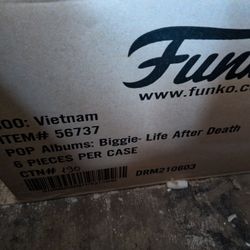 Funk
www.funko.c
OO: Vietnam
ITEM# 56737
POP Albums: Biggie- Life After Death
6 PIECES PER CASE
CTN# 130
DRM210603